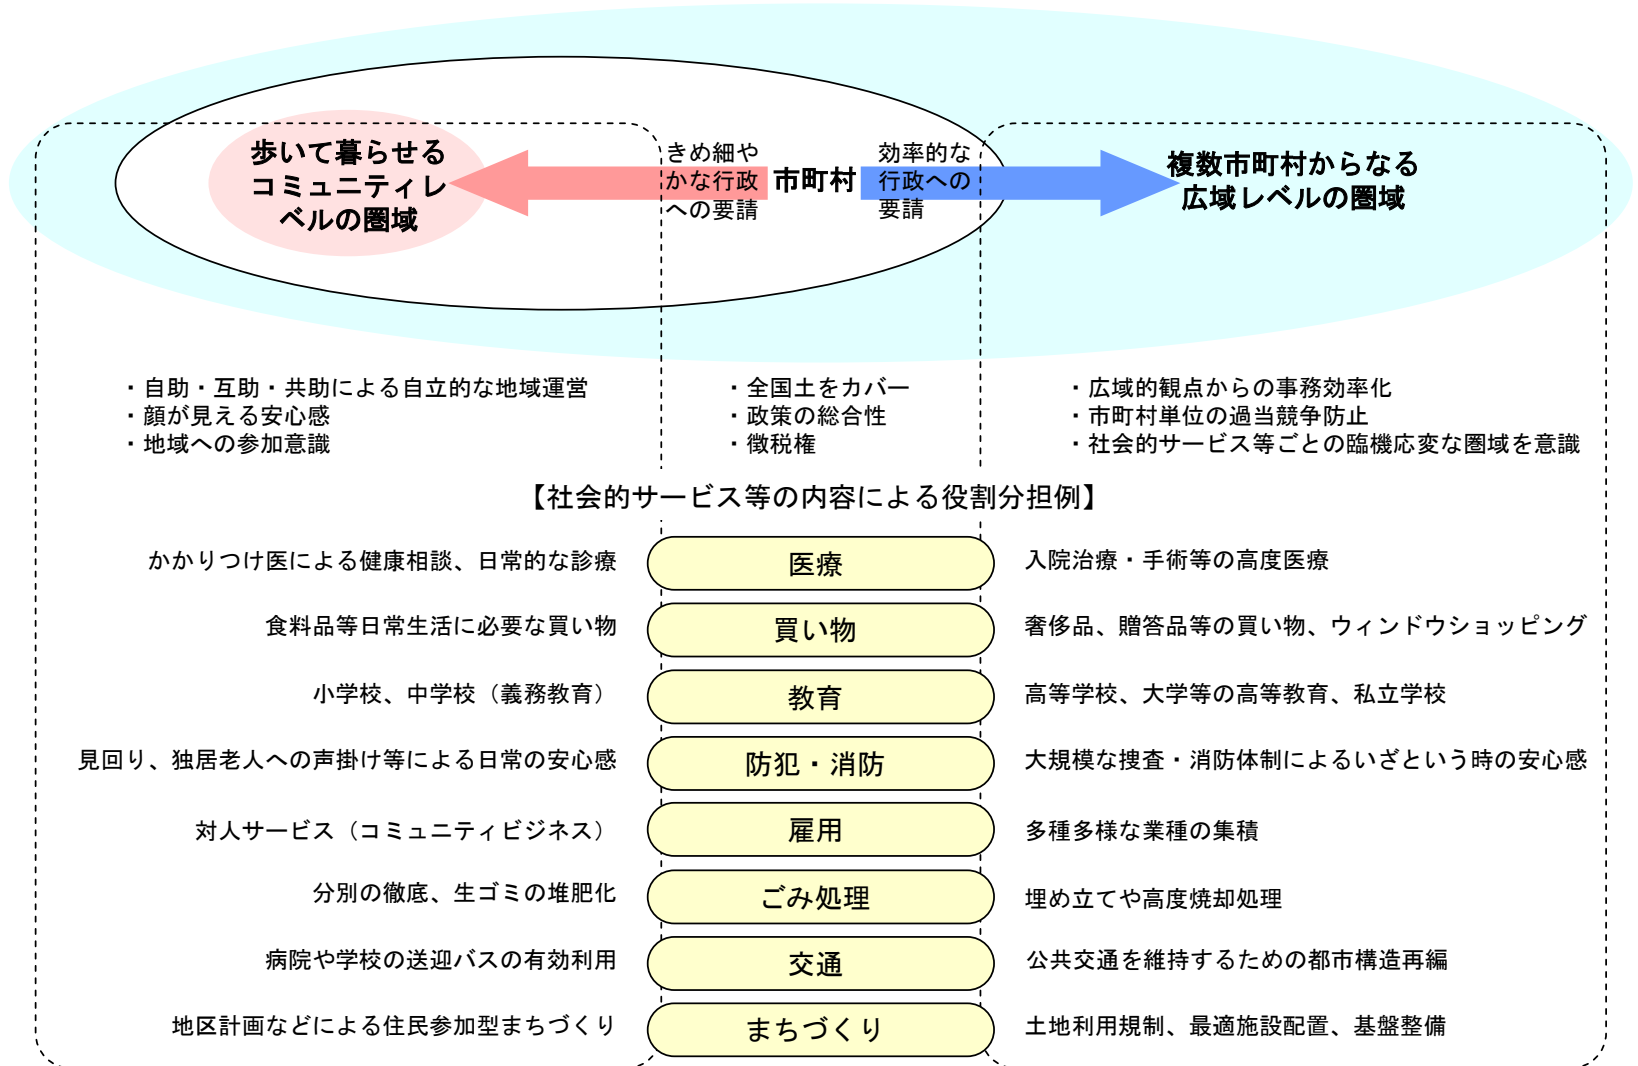 歩いて暮らせる
コミュニティレ
ベルの圏域
きめ細や
かな行政
への要請
市町村
効率的な
行政への
要請
複数市町村からなる
広域レベルの圏域
・自助・互助・共助による自立的な地域運営
・顔が見える安心感
・地域への参加意識
・全国土をカバー
・政策の総合性
・徴税権
・広域的観点からの事務効率化
・市町村単位の過当競争防止
・社会的サービス等ごとの臨機応変な圏域を意識
【社会的サービス等の内容による役割分担例】
かかりつけ医による健康相談、日常的な診療
医療
入院治療・手術等の高度医療
食料品等日常生活に必要な買い物
買い物
奢侈品、贈答品等の買い物、ウィンドウショッピング
小学校、中学校（義務教育）
教育
高等学校、大学等の高等教育、私立学校
見回り、独居老人への声掛け等による日常の安心感
防犯・消防
大規模な捜査・消防体制によるいざという時の安心感
対人サービス（コミュニティビジネス）
雇用
多種多様な業種の集積
分別の徹底、生ゴミの堆肥化
ごみ処理
埋め立てや高度焼却処理
病院や学校の送迎バスの有効利用
交通
公共交通を維持するための都市構造再編
地区計画などによる住民参加型まちづくり
まちづくり
土地利用規制、最適施設配置、基盤整備